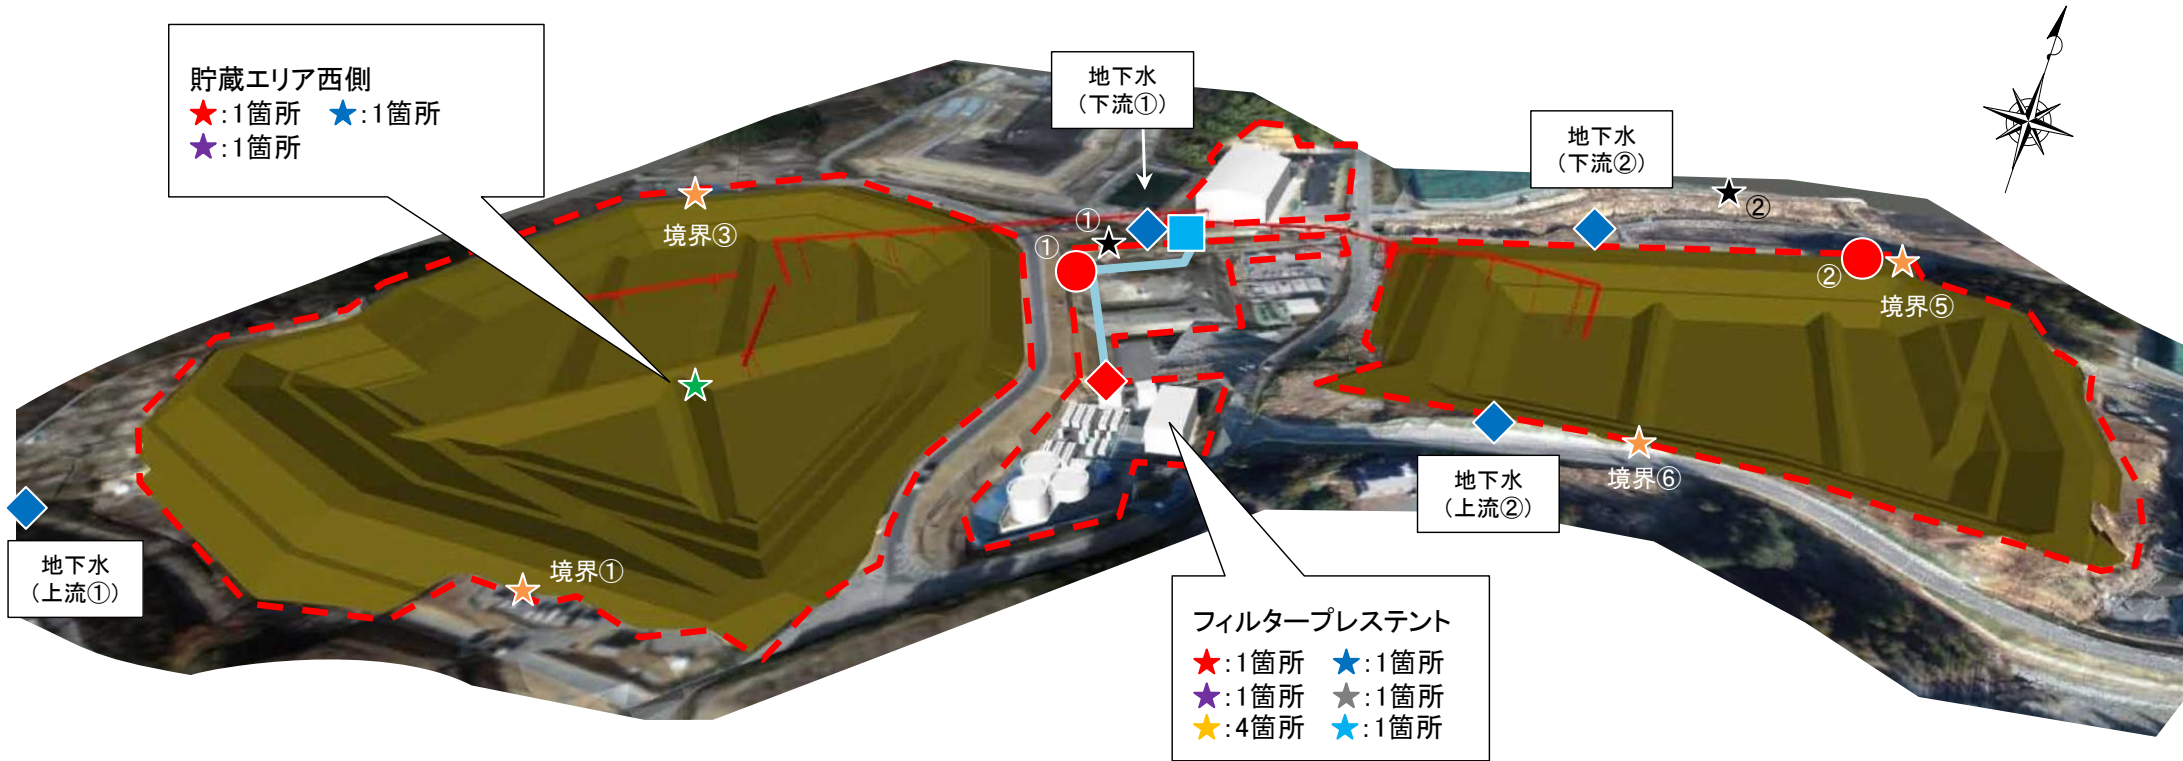 貯蔵エリア西側
★:1箇所 ★:1箇所
★:1箇所
地下水
（下流①）
地下水
（下流②）
②
境界③
①
①
②
境界⑤
境界⑥
地下水
（上流②）
境界①
地下水
（上流①）
フィルタープレステント
★:1箇所 ★:1箇所
★:1箇所 ★:1箇所
★:4箇所 ★:1箇所